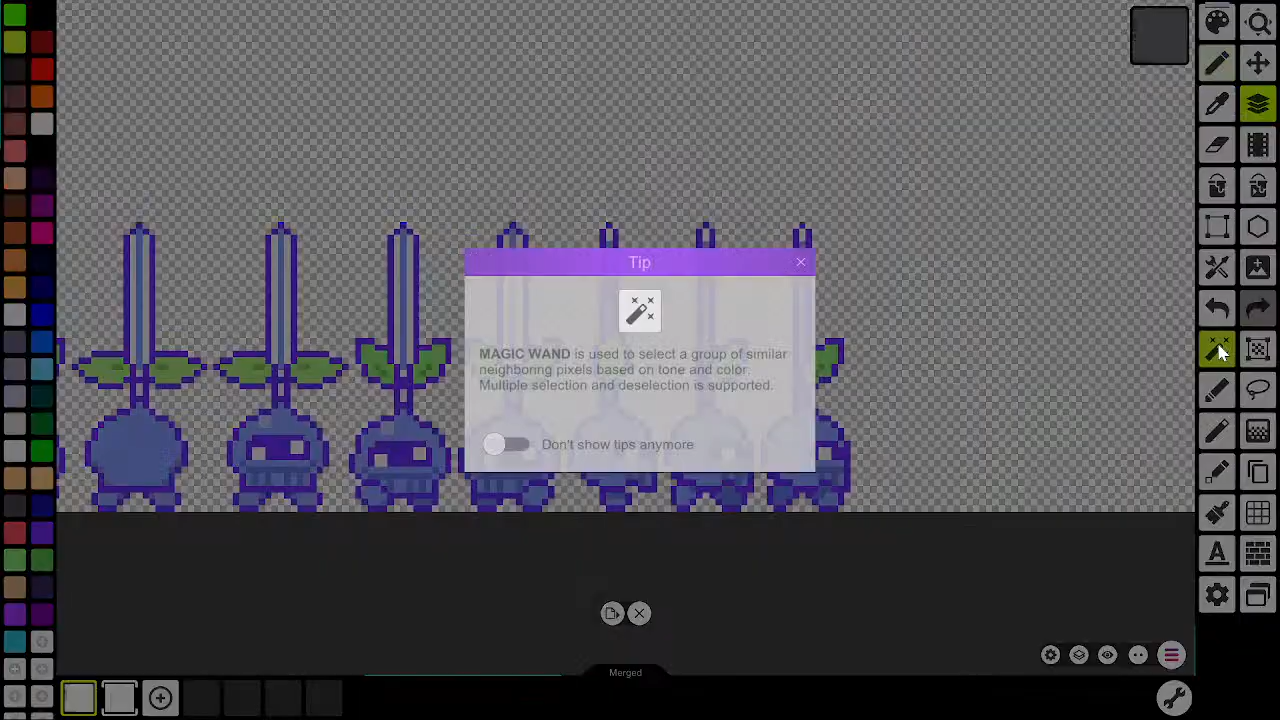 Tip
MAGIC WAND is used to select a group of similar
neighboring pixels based on tone and color.
Multiple selection and deselection is supported.
Don't show tips anymore
Merged